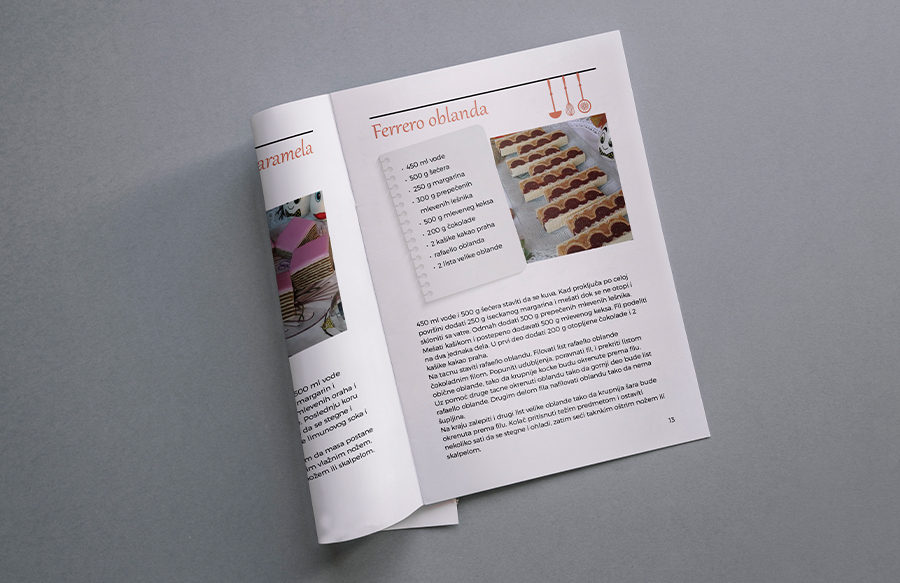 aramela
500 ml vode
margarin i
mlevenih oraha i
. Poslednju koru
da se stegne i
e limunovog soka i
m da masa postane
im vlažnim nožem.
ožem ili skalpelom.
Ferrero oblanda
• 450 ml vode
• 500 g šećera
• 250 g margarina
• 300 g prepečenih
mlevenih lešnika
• 500 g mlevenog keksa
• 200 g čokolade
• 2 kašike kakao praha
• rafaello oblanda
• 2 lista velike oblande
450 ml vode i 500 g šećera staviti da se kuva. Kad proključa po celoj
površini dodati 250 g iseckanog margarina i mešati dok se ne otopi i
skloniti sa vatre. Odmah dodati 300 g prepečenih mlevenih lešnika.
Mešati kašikom i postepeno dodavati 500 g mlevenog keksa. Fil podeliti
na dva jednaka dela. U prvi deo dodati 200 g otopljene čokolade i 2
kašike kakao praha.
Na tacnu staviti rafaello oblandu. Filovati list rafaello oblande
čokoladnim filom. Popuniti udubljenja, poravnati fil, i prekriti listom
obične oblande, tako da krupnije kocke budu okrenute prema filu.
Uz pomoć druge tacne okrenuti oblandu tako da gornji deo bude list
rafaello oblande. Drugim delom fila nafilovati oblandu tako da nema
šupljina.
Na kraju zalepiti i drugi list velike oblande tako da krupnija šara bude
okrenuta prema filu. Kolač pritisnuti težim predmetom i ostaviti
nekoliko sati da se stegne i ohladi, zatim seći taknkim oštrim nožem ili
skalpelom.
13